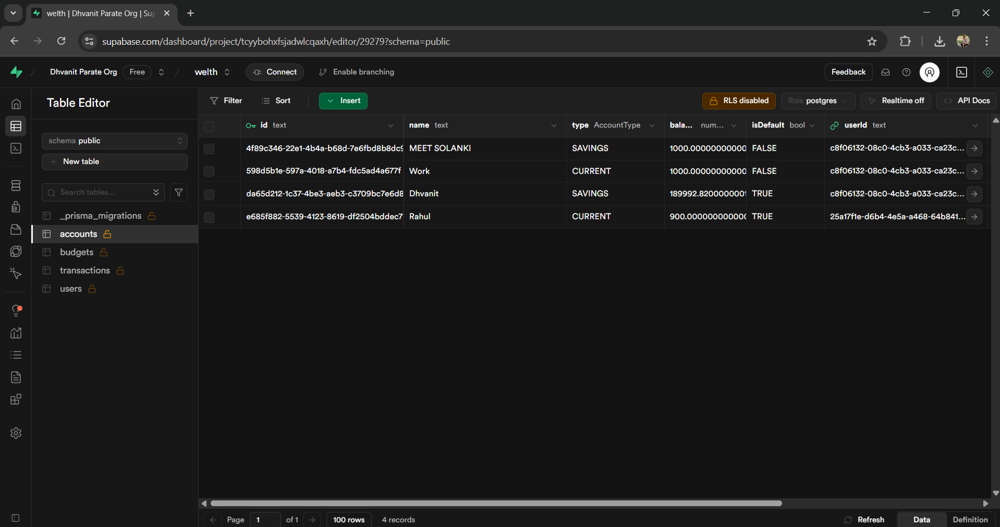 welth | Dhvanit Parate Org | Sup
supabase.com/dashboard/project/tcyybohxfsjadwlcqaxh/editor/29279?schema=public
Dhvanit Parate Org Free welth Connect Enable branching Feedback
Table Editor
Filter Sort Insert RLS disabled Role postgres Realtime off API Docs
schema public
New table
Search tables...
_prisma_migrations
accounts
budgets
transactions
users
id text name text type AccountType bala... num... isDefault bool userId text
4f89c346-22e1-4b4a-b68d-7e6fbd8b8dc9 MEET SOLANKI SAVINGS 1000.00000000000 FALSE c8f06132-08c0-4cb3-a033-ca23c...
598d5b1e-597a-4018-a7b4-fdc5ad4a677f Work CURRENT 1000.00000000000 FALSE c8f06132-08c0-4cb3-a033-ca23c...
da65d212-1c37-4be3-aeb3-c3709bc7e6d8 Dhvanit SAVINGS 189992.8200000001 TRUE c8f06132-08c0-4cb3-a033-ca23c...
e685f882-5539-4123-8619-df2504bddec7 Rahul CURRENT 900.000000000000 TRUE 25a17f1e-d6b4-4e5a-a468-64b841...
Page 1 of 1 100 rows 4 records Refresh Data Definition